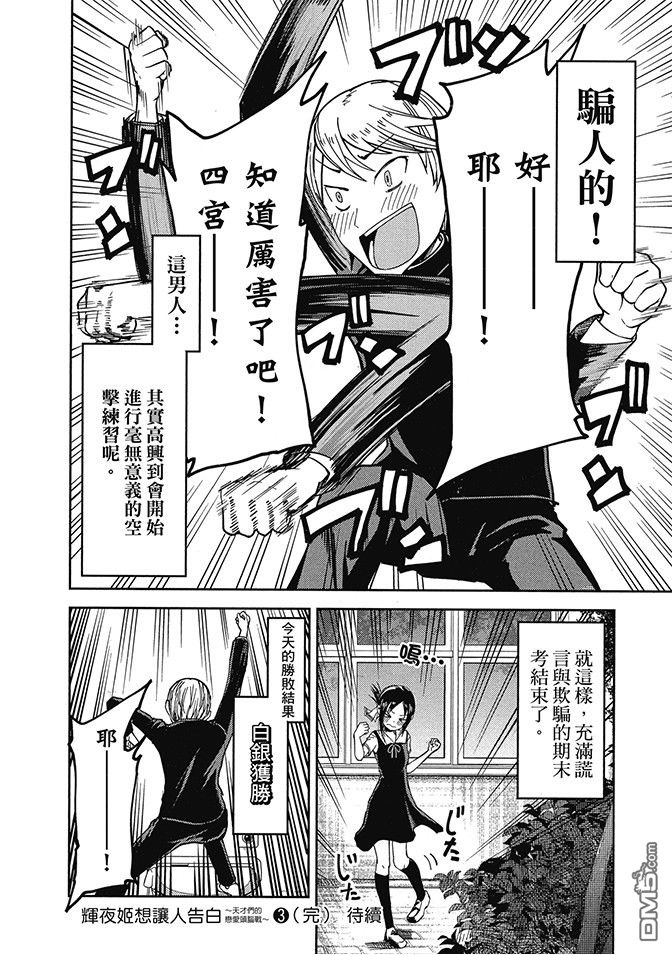 騙人的！
好
耶———！
ブン
ブン
ブン
ブン
知道厲害了吧！
四宮———！
這男人…
其實高興到會開始
進行毫無意義的空
擊練習呢。
就這樣，充滿謊
言與欺騙的期末
考結束了。
嗚…
じた
じた
今天的勝敗結果
白銀獲勝
耶———！
輝夜姬想讓人告白
～天才們的
戀愛頭腦戰～
❸（完） 待續
DM5.com